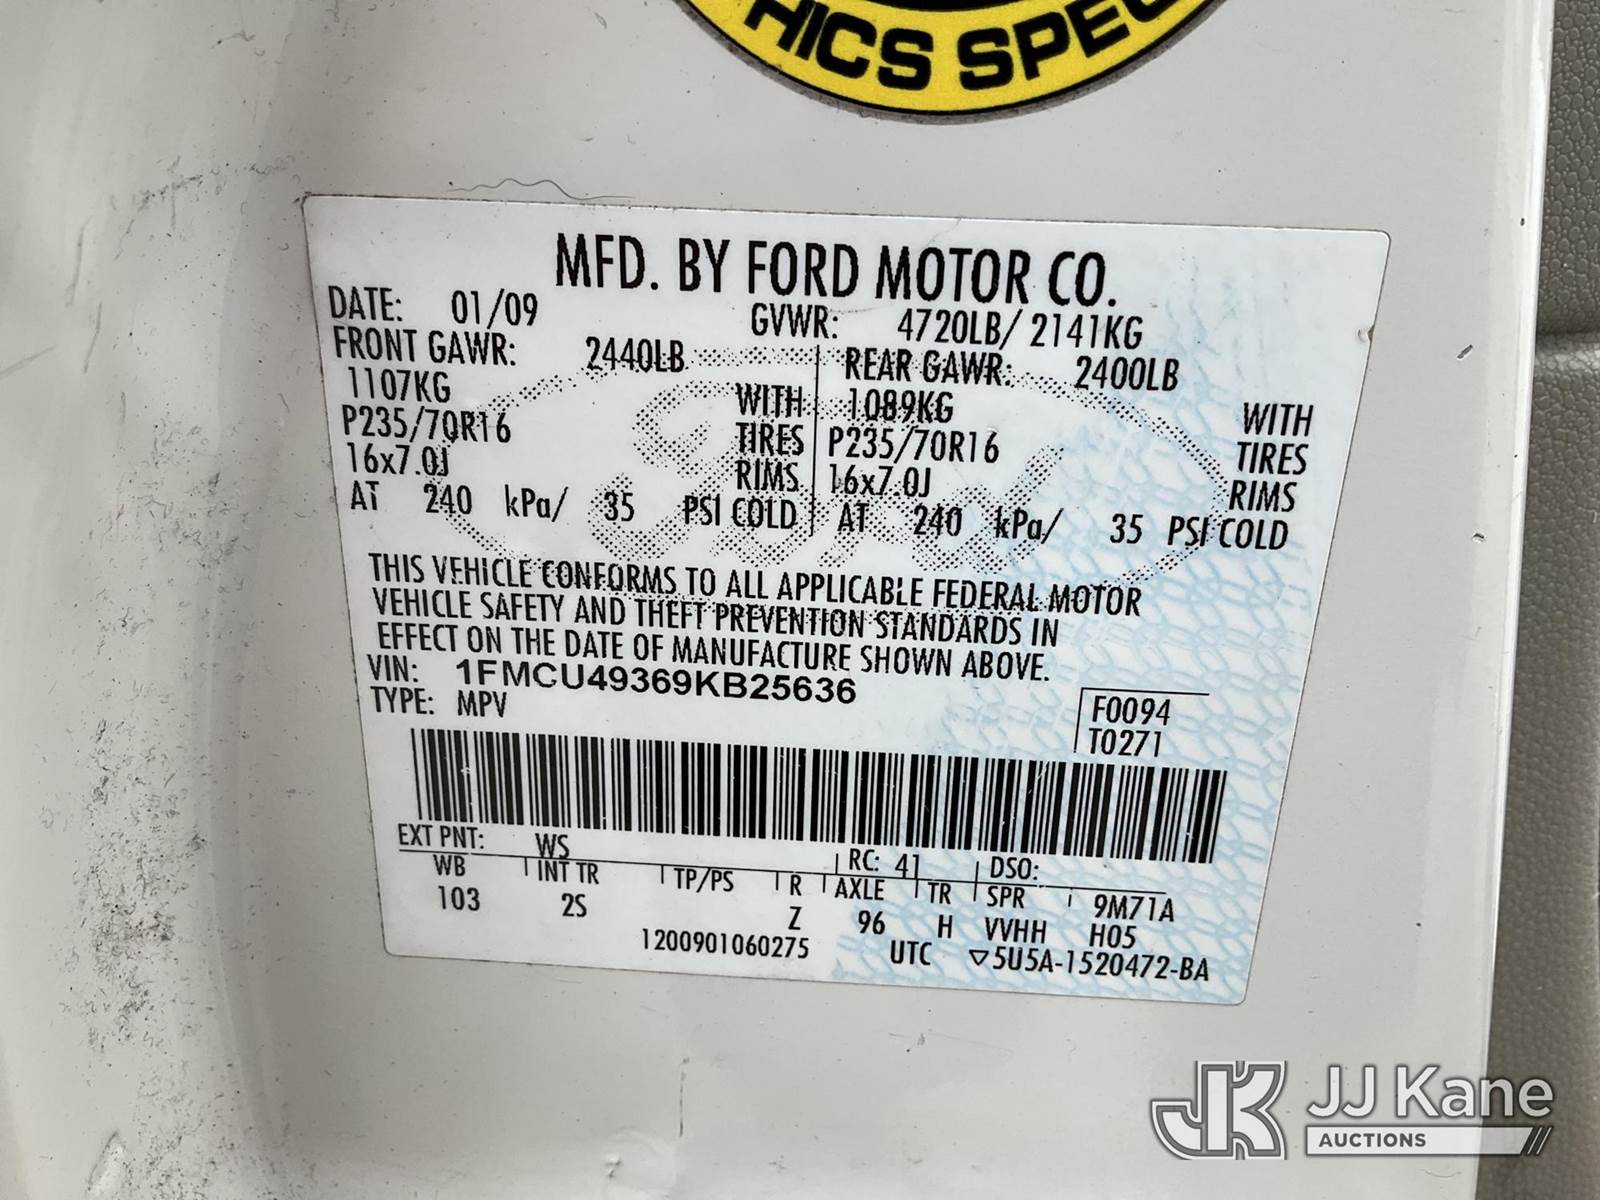 HICS SPEC
MFD. BY FORD MOTOR CO.
DATE: 01/09 GVWR: 4720LB/ 2141KG
FRONT GAWR: 2440LB REAR GAWR: 2400LB
1107KG WITH 1089KG WITH
P235/70R16 TIRES P235/70R16 TIRES
16x7.0J RIMS 16x7.0J RIMS
AT 240 kPa/ 35 PSI COLD AT 240 kPa/ 35 PSI COLD
THIS VEHICLE CONFORMS TO ALL APPLICABLE FEDERAL MOTOR
VEHICLE SAFETY AND THEFT PREVENTION STANDARDS IN
EFFECT ON THE DATE OF MANUFACTURE SHOWN ABOVE.
VIN: 1FMCU49369KB25636
TYPE: MPV
F0094
T0271
EXT PNT: WS RC: 41 DSO:
WB INT TR TP/PS R AXLE TR SPR 9M71A
103 2S Z 96 H VVHH H05
1200901060275 UTC ▽5U5A-1520472-BA
Ford
JK JJ Kane
AUCTIONS